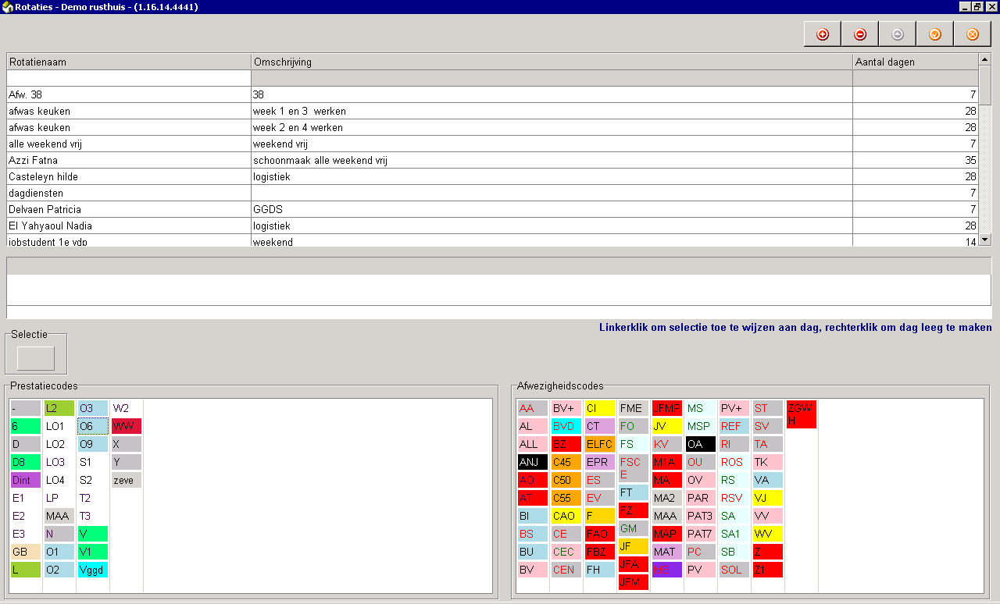 Rotaties - Demo rusthuis - (1.16.14.4441)
Rotatienaam Omschrijving Aantal dagen
Afw. 38 38 7
afwas keuken week 1 en 3  werken 28
afwas keuken week 2 en 4 werken 28
alle weekend vrij weekend vrij 7
Azzi Fatna schoonmaak alle weekend vrij 35
Casteleyn hilde logistiek 28
dagdiensten 7
Delvaen Patricia GGDS 7
El Yahyaoul Nadia logistiek 28
jobstudent 1e vdp weekend 14
Linkerklik om selectie toe te wijzen aan dag, rechterklik om dag leeg te maken
Selectie
Prestatiecodes
- L2 O3 W2
6 LO1 O6 WW
D LO2 O9 X
D8 LO3 S1 Y
Dint LO4 S2 zeve
E1 LP T2
E2 MAA T3
E3 N V
GB O1 V1
L O2 Vggd
Afwezigheidscodes
AA BV+ CI FME JFMP MS PV+ ST ZGW
H
AL BVD CT FO JV MSP REF SV
ALL BZ ELFC FS KV OA RI TA
ANJ C45 EPR FSC
E M1A OU ROS TK
AO C50 ES FT MA OV RS VA
AT C55 EV FZ MA2 PAR RSV VJ
BI CAO F GM MAA PAT3 SA VV
BS CE FAO JF MAP PAT7 SA1 WV
BU CEC FBZ JFA MAT PC SB Z
BV CEN FH JFM MB PV SOL Z1